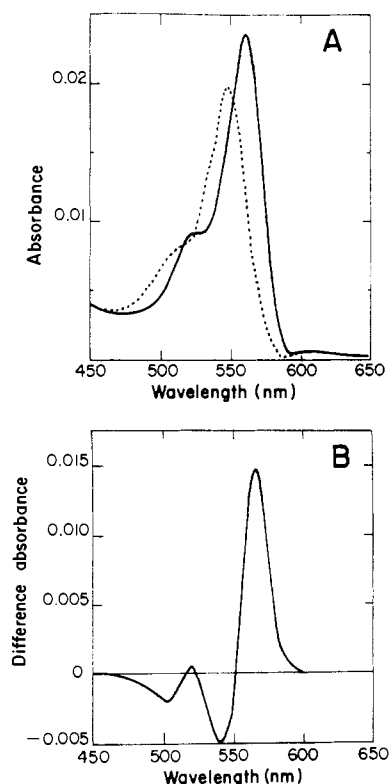 A
0.02
0.01
Absorbance
450 500 550 600 650
Wavelength (nm)
B
0.015
0.010
0.005
0
-0.005
Difference absorbance
450 500 550 600 650
Wavelength (nm)